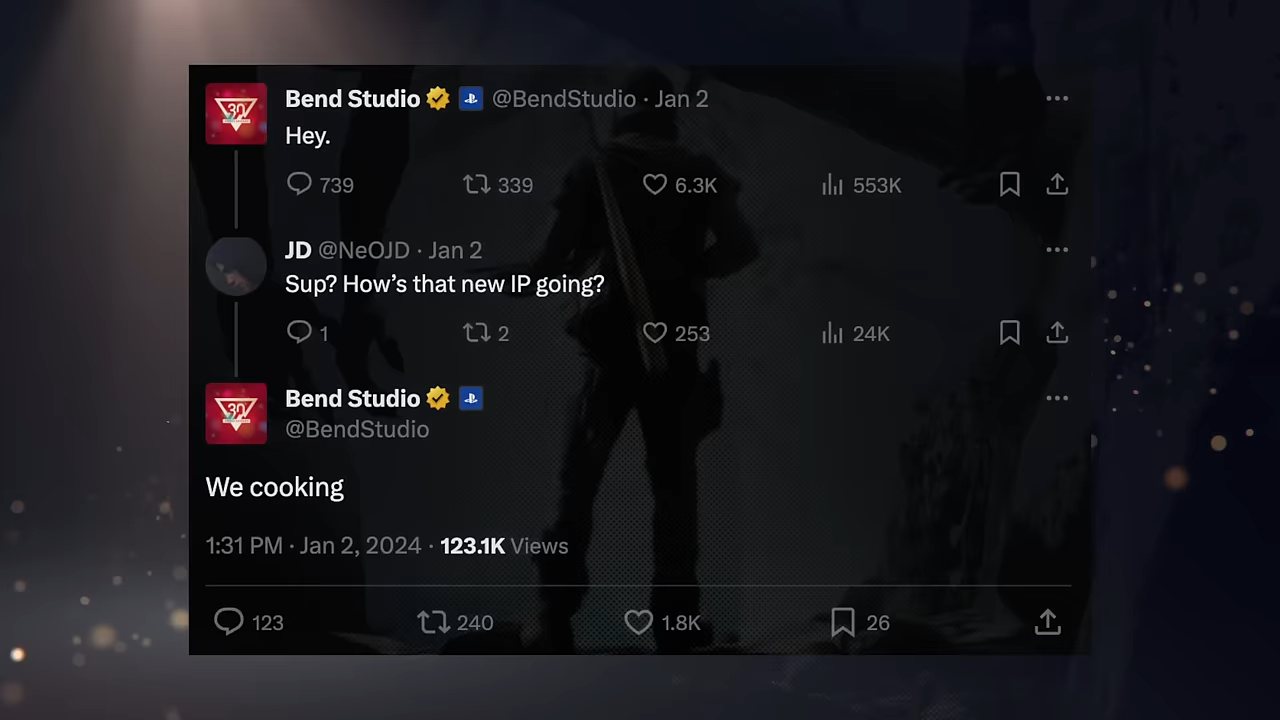 Bend Studio @BendStudio · Jan 2
Hey.
739 339 6.3K 553K
JD @NeOJD · Jan 2
Sup? How’s that new IP going?
1 2 253 24K
30
Bend Studio
@BendStudio
We cooking
1:31 PM · Jan 2, 2024 · 123.1K Views
123 240 1.8K 26